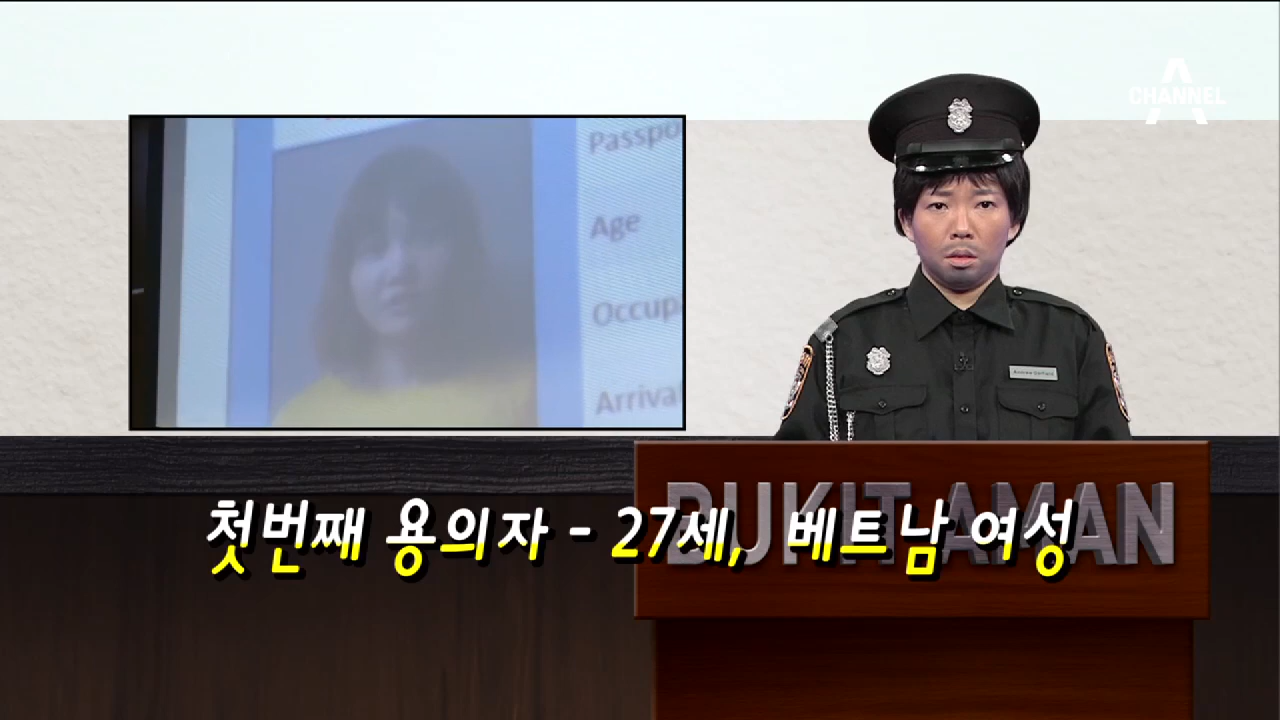 CHANNEL A
Passpo
Age
Occup
Arrival
BUKIT AMAN
첫번째 용의자 - 27세, 베트남 여성